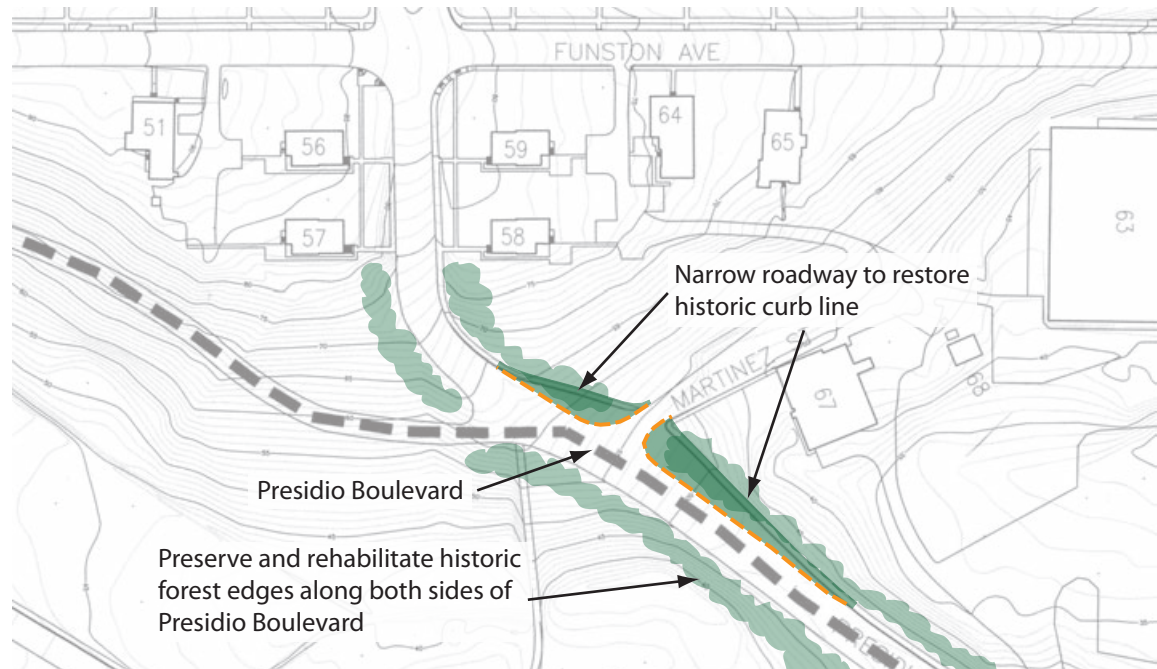 FUNSTON AVE
51
56
59
64
65
57
58
63
Narrow roadway to restore
historic curb line
MARTINEZ
67
68
Presidio Boulevard
Preserve and rehabilitate historic
forest edges along both sides of
Presidio Boulevard